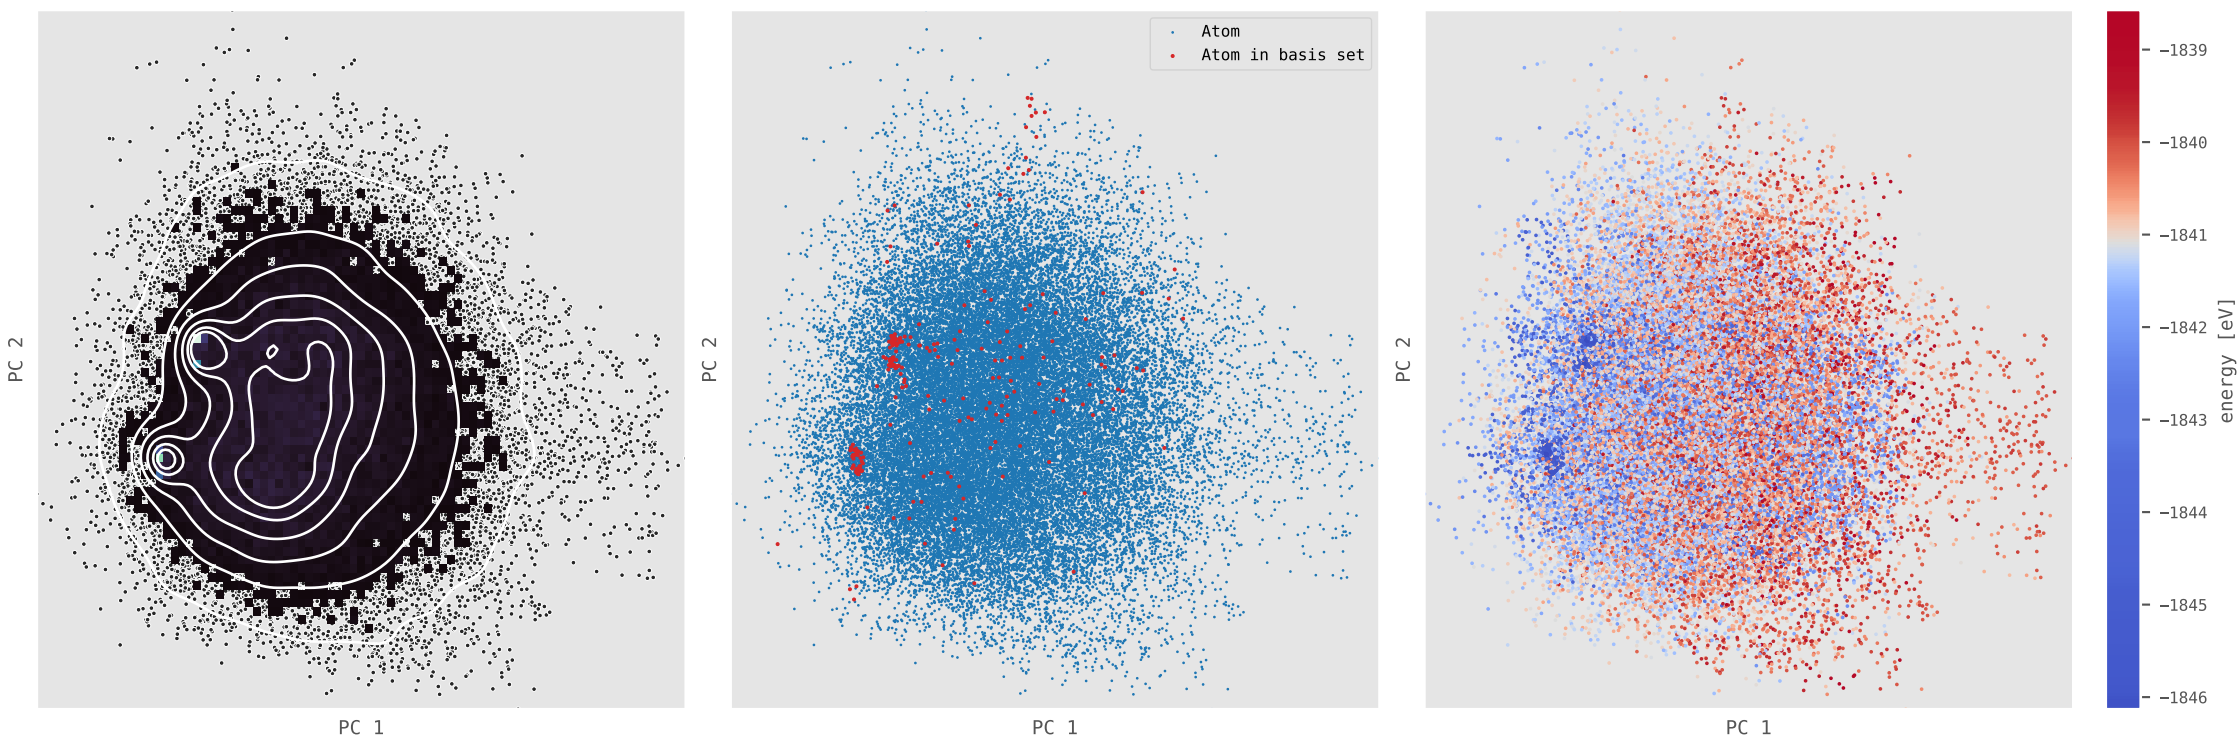 PC 2
PC 1
PC 2
PC 1
Atom
Atom in basis set
PC 2
PC 1
−1839
−1840
−1841
−1842
−1843
−1844
−1845
−1846
energy [eV]